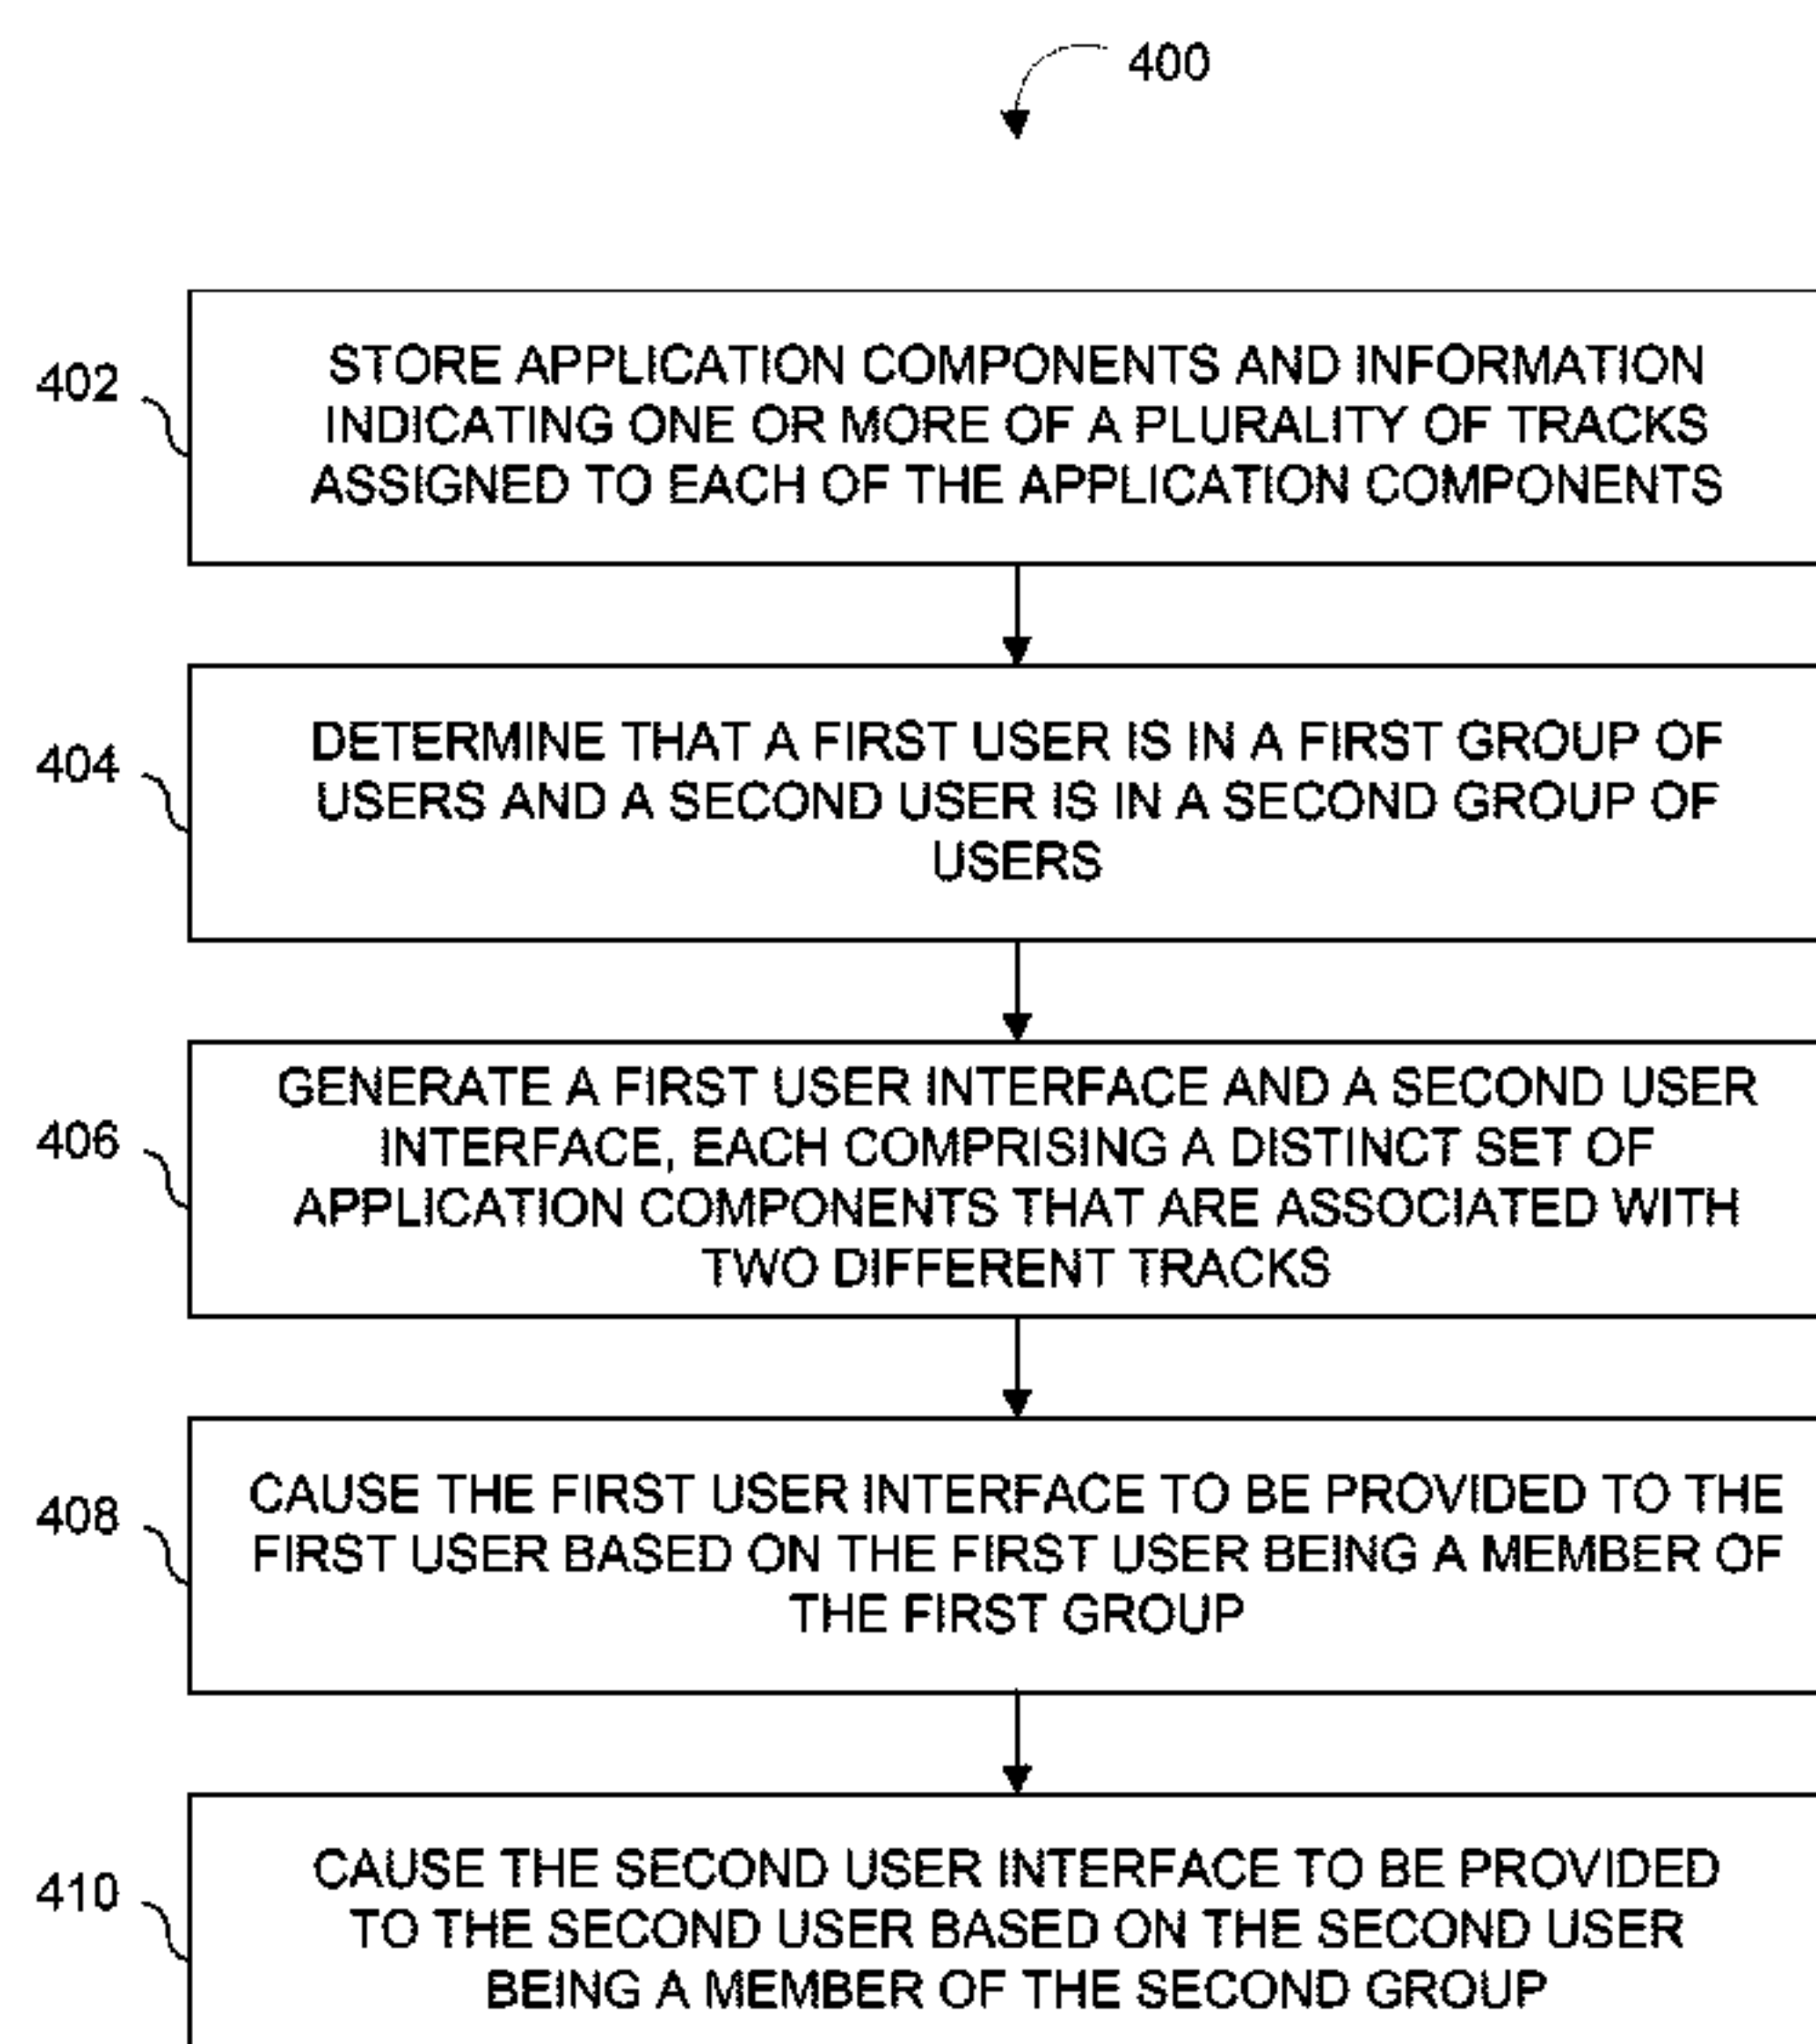 400
402
STORE APPLICATION COMPONENTS AND INFORMATION
INDICATING ONE OR MORE OF A PLURALITY OF TRACKS
ASSIGNED TO EACH OF THE APPLICATION COMPONENTS
404
DETERMINE THAT A FIRST USER IS IN A FIRST GROUP OF
USERS AND A SECOND USER IS IN A SECOND GROUP OF
USERS
406
GENERATE A FIRST USER INTERFACE AND A SECOND USER
INTERFACE, EACH COMPRISING A DISTINCT SET OF
APPLICATION COMPONENTS THAT ARE ASSOCIATED WITH
TWO DIFFERENT TRACKS
408
CAUSE THE FIRST USER INTERFACE TO BE PROVIDED TO THE
FIRST USER BASED ON THE FIRST USER BEING A MEMBER OF
THE FIRST GROUP
410
CAUSE THE SECOND USER INTERFACE TO BE PROVIDED
TO THE SECOND USER BASED ON THE SECOND USER
BEING A MEMBER OF THE SECOND GROUP